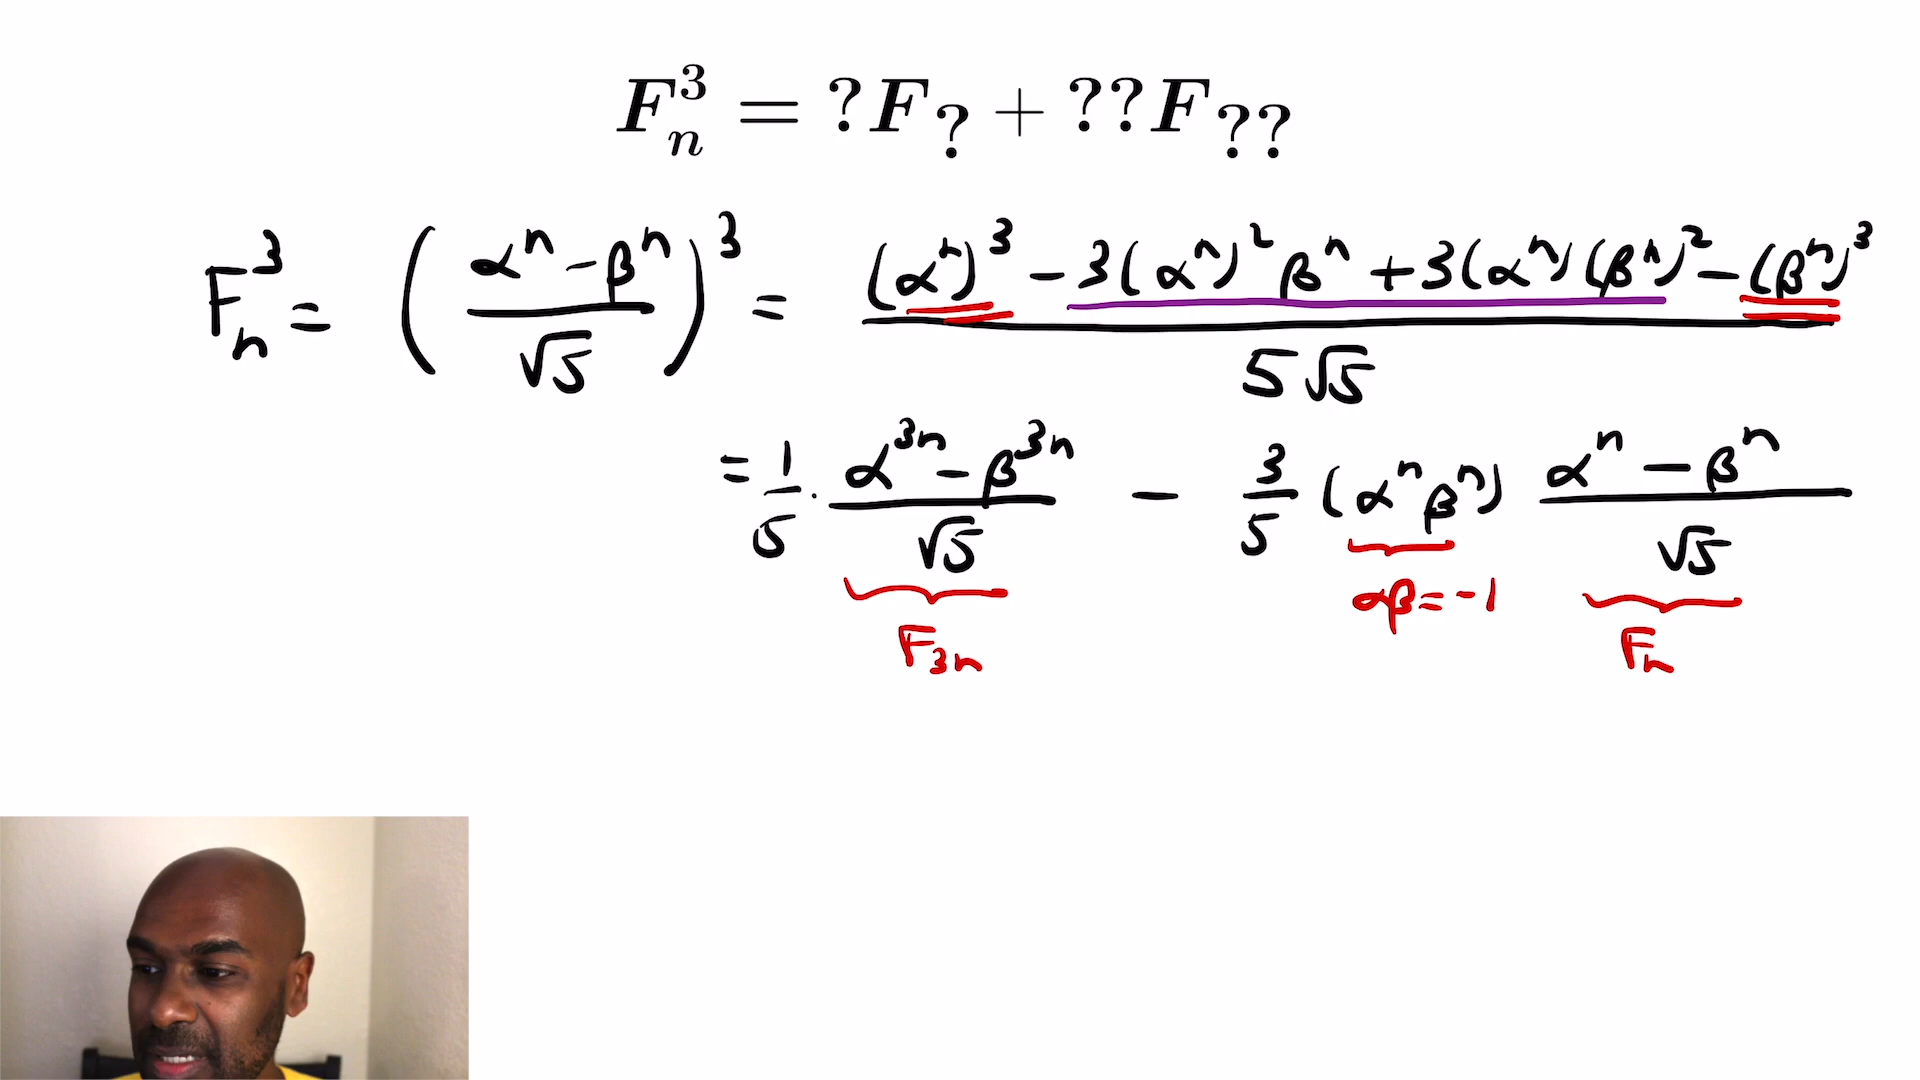 F_n^3 = ?F_? + ??F_??
F_n^3 = ((α^n - β^n)/√5)^3 = ((α^n)^3 - 3(α^n)^2 β^n + 3(α^n)(β^n)^2 - (β^n)^3)/(5√5)
= 1/5 · (α^{3n} - β^{3n})/√5 - 3/5 (α^n β^n) (α^n - β^n)/√5
F_{3n} αβ = -1 F_n